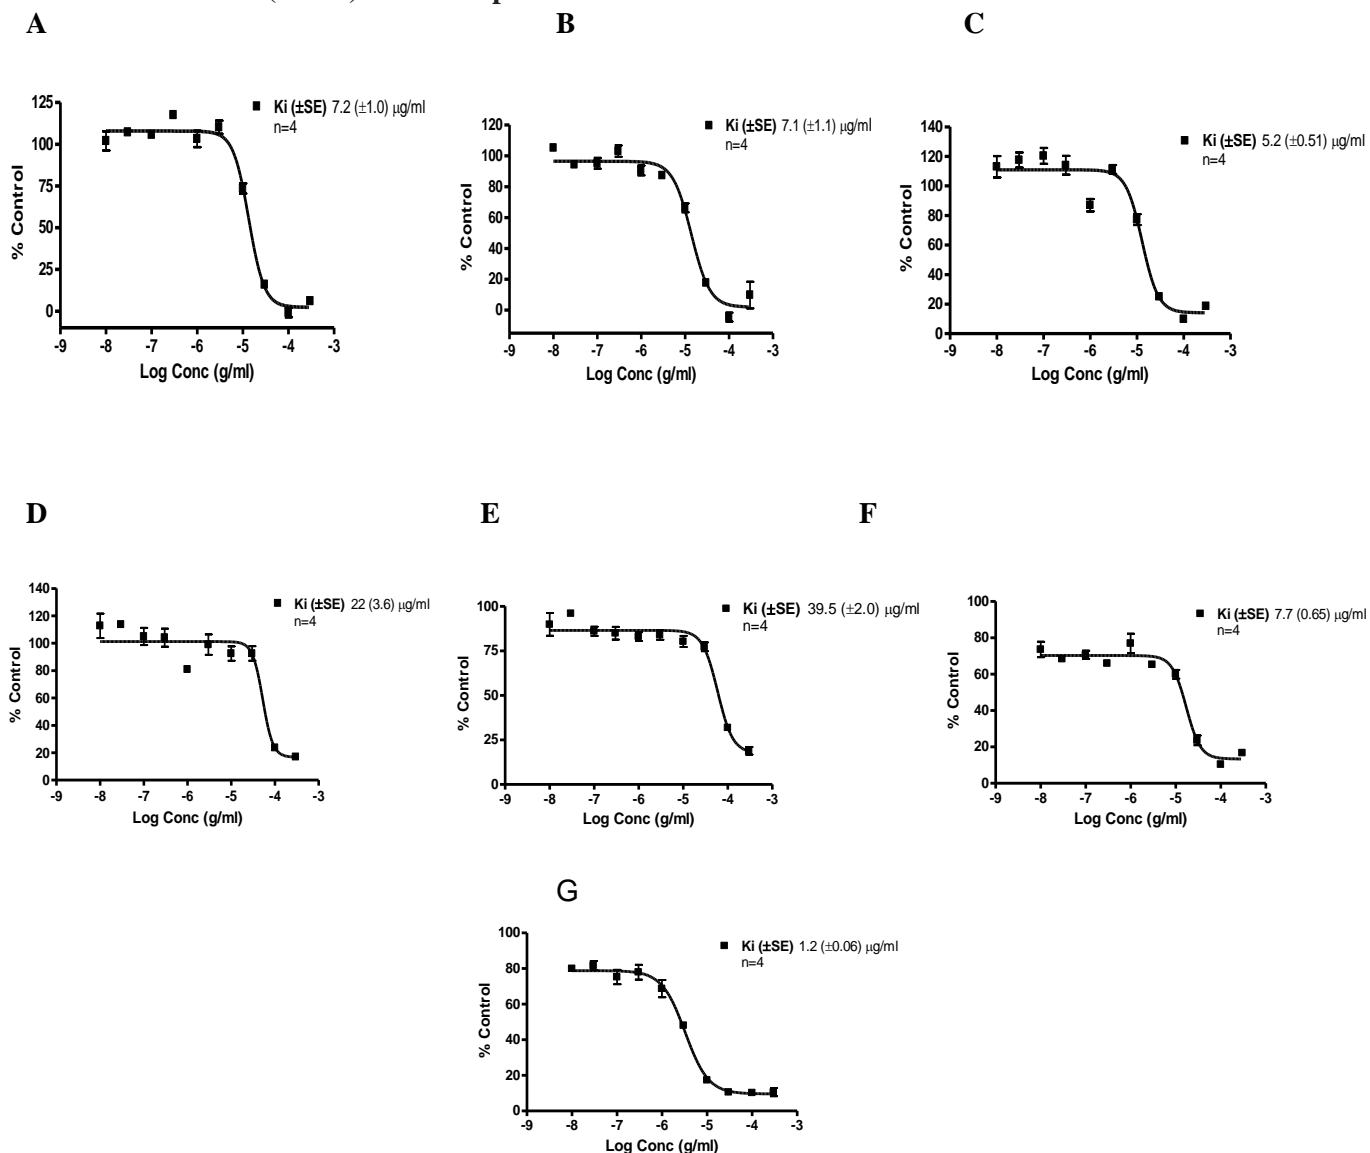 A
B
C
125
100
75
50
25
0
% Control
-9 -8 -7 -6 -5 -4 -3
Log Conc (g/ml)
Ki (±SE) 7.2 (±1.0) µg/ml
n=4
120
100
80
60
40
20
0
% Control
-9 -8 -7 -6 -5 -4 -3
Log Conc (g/ml)
Ki (±SE) 7.1 (±1.1) µg/ml
n=4
140
120
100
80
60
40
20
0
% Control
-9 -8 -7 -6 -5 -4 -3
Log Conc (g/ml)
Ki (±SE) 5.2 (±0.51) µg/ml
n=4
D
E
F
140
120
100
80
60
40
20
0
% Control
-9 -8 -7 -6 -5 -4 -3
Log Conc (g/ml)
Ki (±SE) 22 (3.6) µg/ml
n=4
100
75
50
25
0
% Control
-9 -8 -7 -6 -5 -4 -3
Log Conc (g/ml)
Ki (±SE) 39.5 (±2.0) µg/ml
n=4
100
80
60
40
20
0
% Control
-9 -8 -7 -6 -5 -4 -3
Log Conc (g/ml)
Ki (±SE) 7.7 (0.65) µg/ml
n=4
G
100
80
60
40
20
0
% Control
-9 -8 -7 -6 -5 -4 -3
Log Conc (g/ml)
Ki (±SE) 1.2 (±0.06) µg/ml
n=4